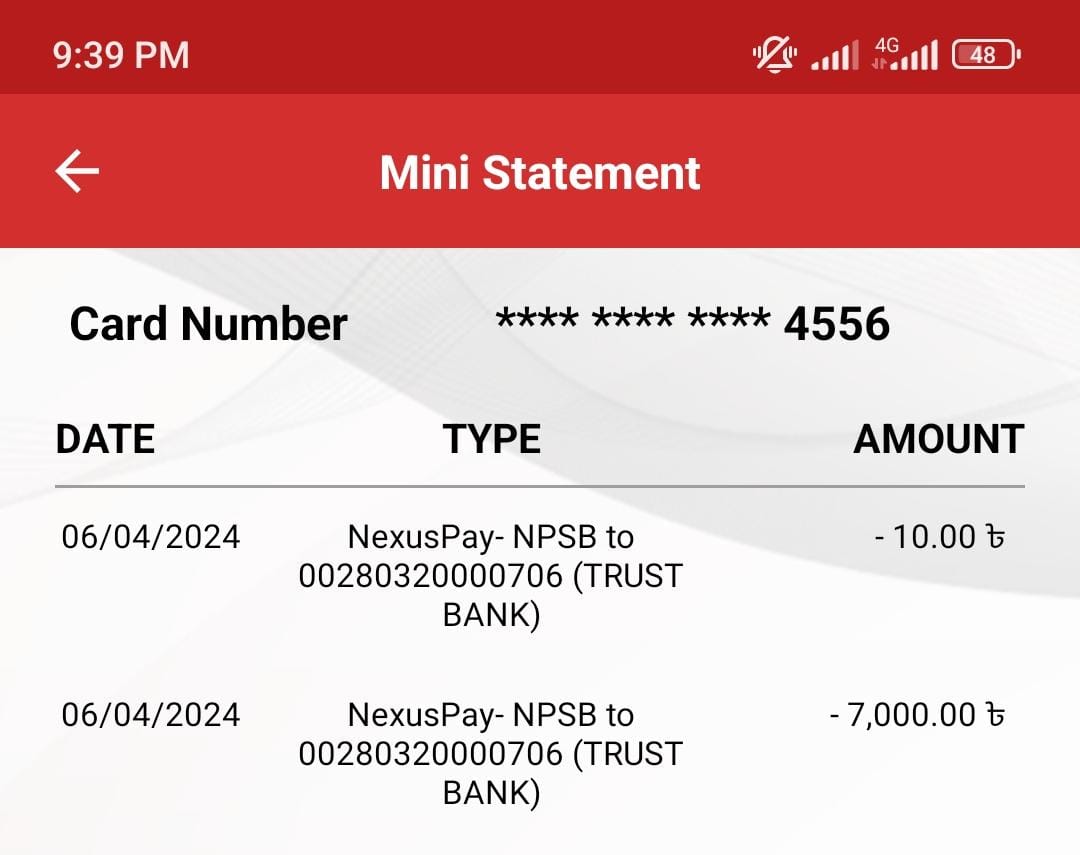 9:39 PM 4G 48
Mini Statement
Card Number **** **** **** 4556
DATE TYPE AMOUNT
06/04/2024 NexusPay- NPSB to - 10.00 ৳
00280320000706 (TRUST
BANK)
06/04/2024 NexusPay- NPSB to - 7,000.00 ৳
00280320000706 (TRUST
BANK)